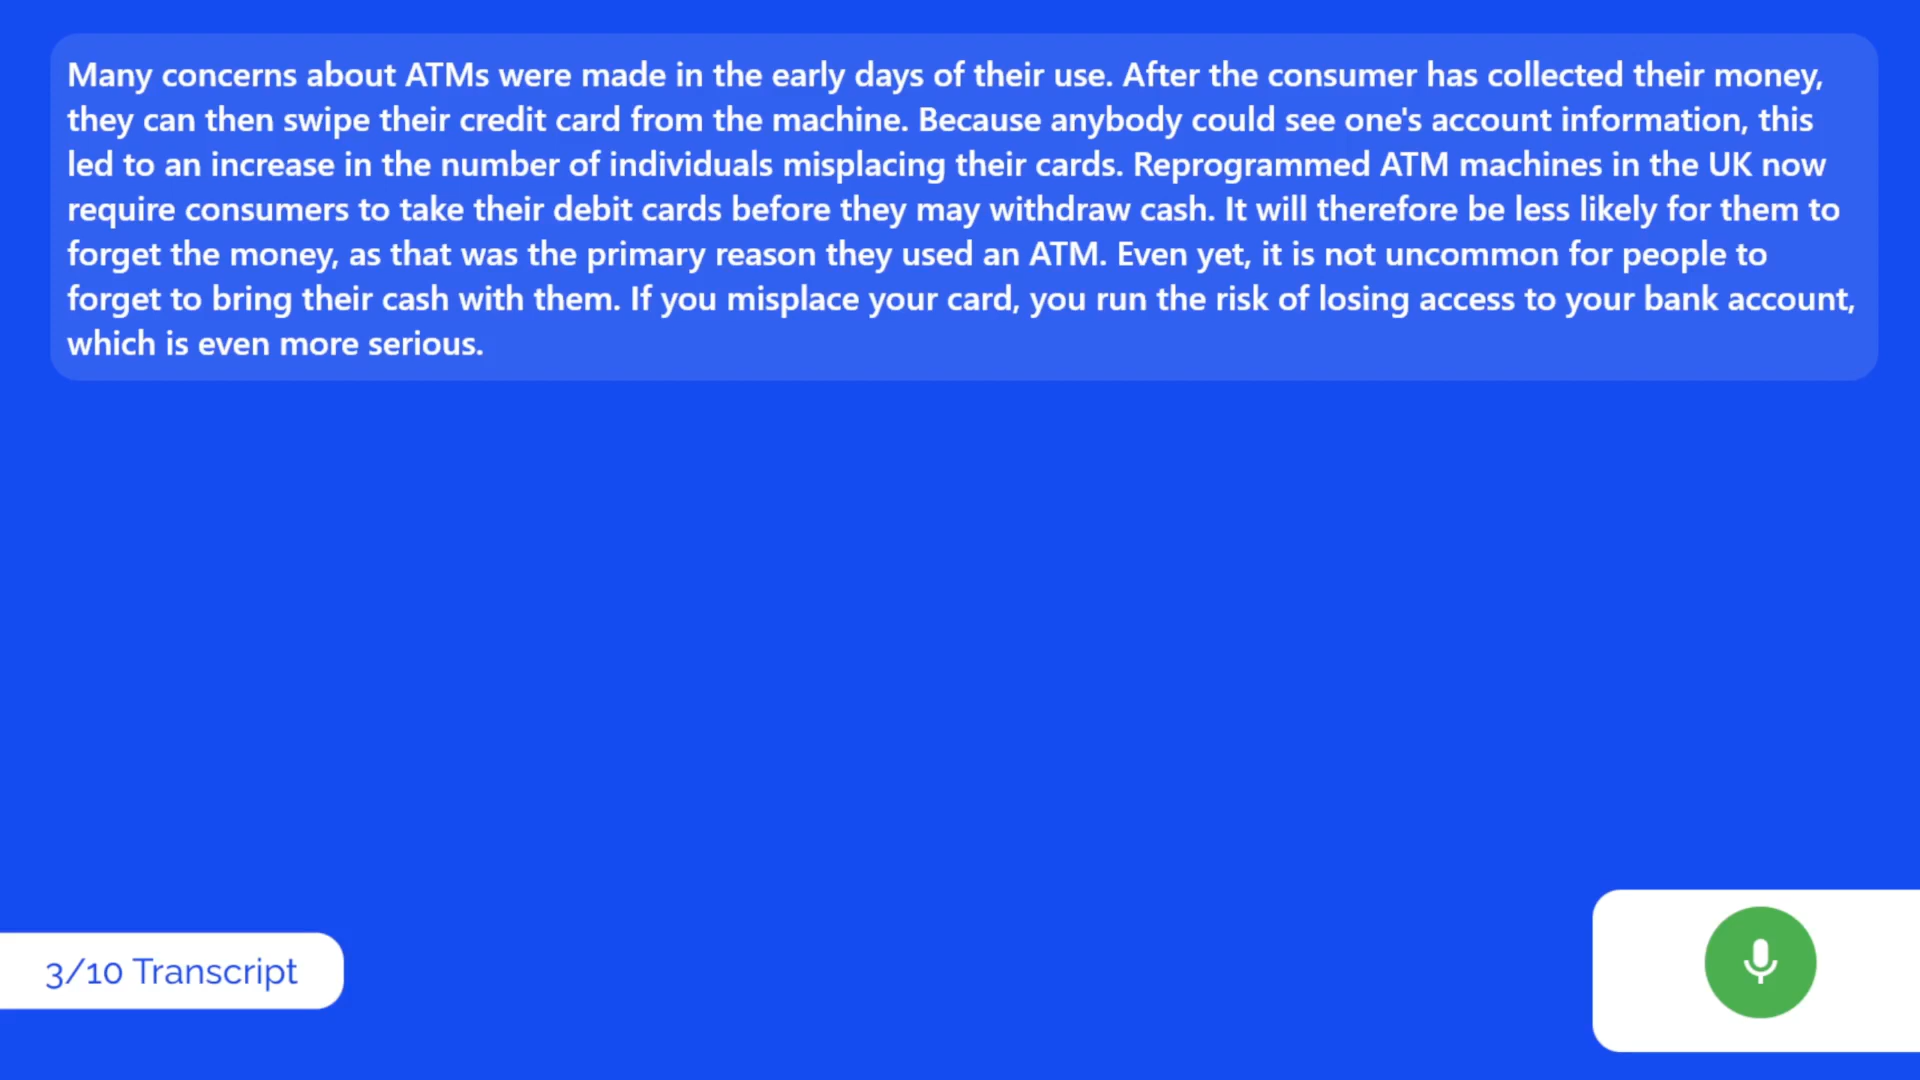 Many concerns about ATMs were made in the early days of their use. After the consumer has collected their money,
they can then swipe their credit card from the machine. Because anybody could see one's account information, this
led to an increase in the number of individuals misplacing their cards. Reprogrammed ATM machines in the UK now
require consumers to take their debit cards before they may withdraw cash. It will therefore be less likely for them to
forget the money, as that was the primary reason they used an ATM. Even yet, it is not uncommon for people to
forget to bring their cash with them. If you misplace your card, you run the risk of losing access to your bank account,
which is even more serious.
3/10 Transcript